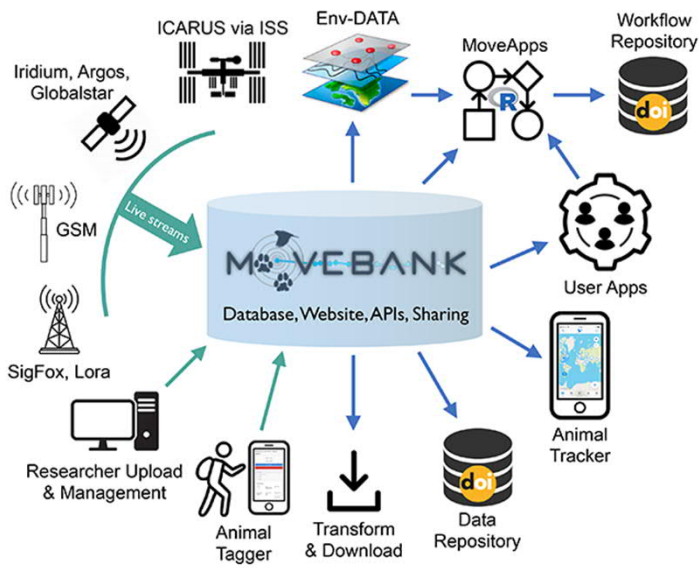 ICARUS via ISS
Env-DATA
MoveApps
Workflow
Repository
Iridium, Argos,
Globalstar
R
doi
GSM
Live streams
MOVEBANK
Database, Website, APIs, Sharing
User Apps
SigFox, Lora
Researcher Upload
& Management
Animal
Tagger
Transform
& Download
doi
Data
Repository
Animal
Tracker